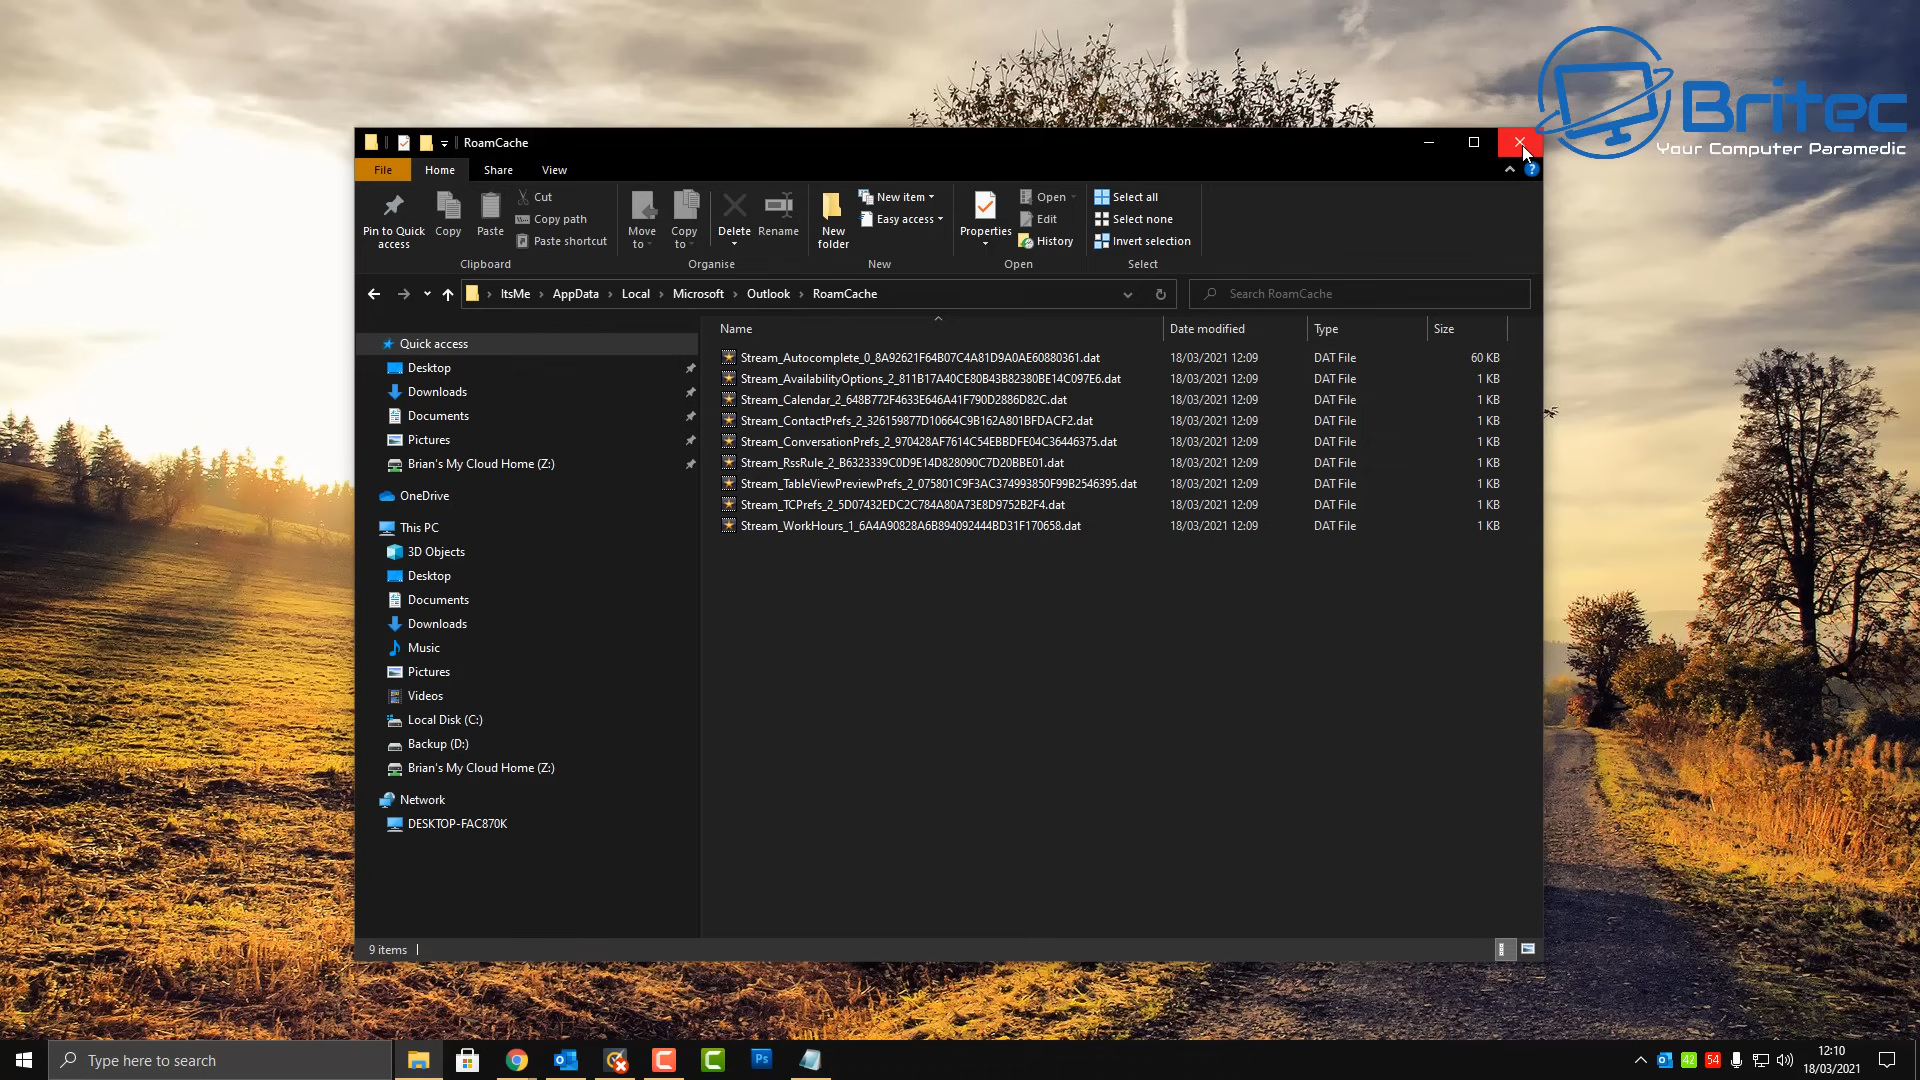 Britec
Your Computer Paramedic
RoamCache
File
Home
Share
View
Pin to Quick access
Copy
Paste
Cut
Copy path
Paste shortcut
Clipboard
Move to
Copy to
Delete
Rename
Organise
New folder
New item
Easy access
New
Properties
Open
Edit
History
Open
Select all
Select none
Invert selection
Select
ItsMe > AppData > Local > Microsoft > Outlook > RoamCache
Search RoamCache
Quick access
Desktop
Downloads
Documents
Pictures
Brian's My Cloud Home (Z:)
OneDrive
This PC
3D Objects
Desktop
Documents
Downloads
Music
Pictures
Videos
Local Disk (C:)
Backup (D:)
Brian's My Cloud Home (Z:)
Network
DESKTOP-FAC870K
Name Date modified Type Size
Stream_Autocomplete_0_8A92621F64B07C4A81D9A0AE60880361.dat 18/03/2021 12:09 DAT File 60 KB
Stream_AvailabilityOptions_2_811B17A40CE80B43B82380BE14C097E6.dat 18/03/2021 12:09 DAT File 1 KB
Stream_Calendar_2_648B772F4633E646A41F790D2886D82C.dat 18/03/2021 12:09 DAT File 1 KB
Stream_ContactPrefs_2_326159877D10664C9B162A801BFDACF2.dat 18/03/2021 12:09 DAT File 1 KB
Stream_ConversationPrefs_2_970428AF7614C54EBBDFE04C36446375.dat 18/03/2021 12:09 DAT File 1 KB
Stream_RssRule_2_B6323339C0D9E14D828090C7D20BBE01.dat 18/03/2021 12:09 DAT File 1 KB
Stream_TableViewPreviewPrefs_2_075801C9F3AC374993850F99B2546395.dat 18/03/2021 12:09 DAT File 1 KB
Stream_TCPrefs_2_5D07432EDC2C784A80A73E8D9752B2F4.dat 18/03/2021 12:09 DAT File 1 KB
Stream_WorkHours_1_6A4A90828A6B894092444BD31F170658.dat 18/03/2021 12:09 DAT File 1 KB
9 items
Type here to search
Ps
42
54
12:10
18/03/2021